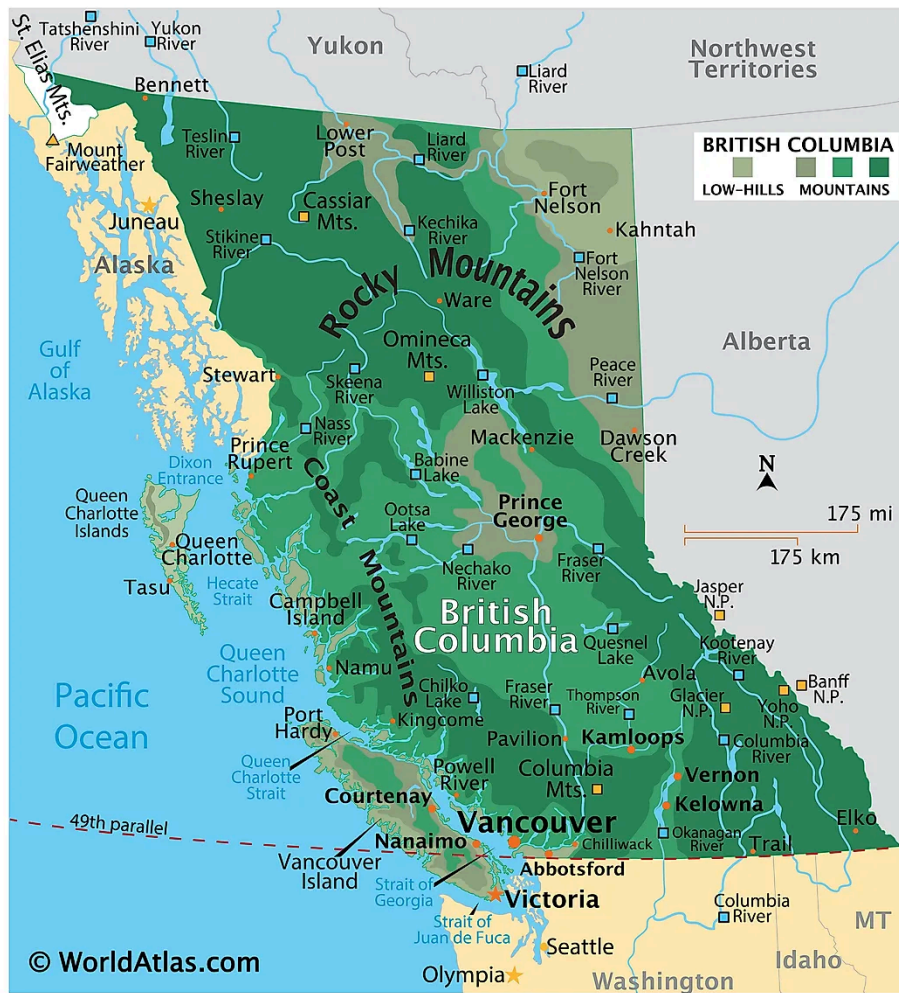 Tatshenshini
River
Yukon
River
Yukon
Northwest
Territories
St. Elias Mts.
Liard
River
Bennett
BRITISH COLUMBIA
LOW-HILLS MOUNTAINS
Mount
Fairweather
Teslin
River
Lower
Post
Liard
River
Sheslay
Cassiar
Mts.
Fort
Nelson
Juneau
Kechika
River
Kahntah
Stikine
River
Fort
Nelson
River
Alaska
Rocky Mountains
Ware
Gulf
of
Alaska
Omineca
Mts.
Alberta
Stewart
Skeena
River
Williston
Lake
Peace
River
Nass
River
Mackenzie
Dawson
Creek
Prince
Rupert
Dixon
Entrance
Coast Mountains
Babine
Lake
N
Queen
Charlotte
Islands
Ootsa
Lake
Prince
George
175 mi
175 km
Queen
Charlotte
Nechako
River
Fraser
River
Tasu
Hecate
Strait
Jasper
N.P.
Campbell
Island
British
Columbia
Quesnel
Lake
Kootenay
River
Queen
Charlotte
Sound
Namu
Avola
Chilko
Lake
Fraser
River
Thompson
River
Glacier
N.P.
Yoho
N.P.
Banff
N.P.
Pacific
Ocean
Port
Hardy
Kingcome
Pavilion
Kamloops
Columbia
River
Queen
Charlotte
Strait
Powell
River
Columbia
Mts.
Vernon
Courtenay
Kelowna
Elko
49th parallel
Vancouver
Nanaimo
Chilliwack
Okanagan
River
Trail
Vancouver
Island
Abbotsford
Strait of
Georgia
Victoria
Columbia
River
MT
Strait of
Juan de Fuca
Seattle
Idaho
© WorldAtlas.com
Olympia
Washington